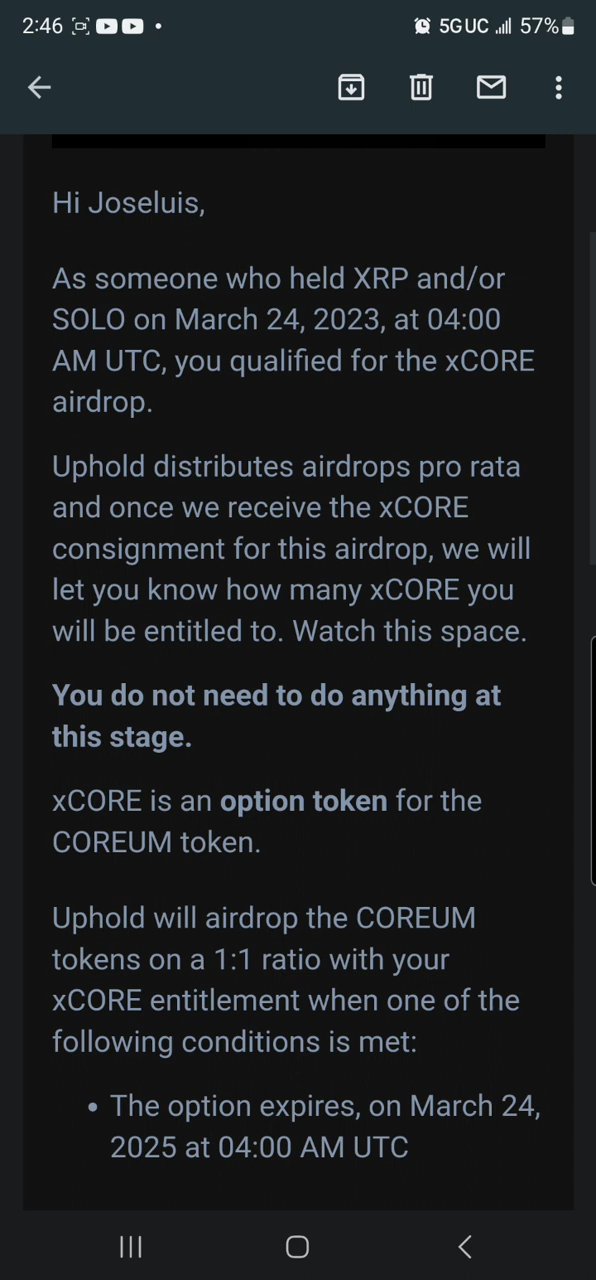 2:46 5G UC 57%
Hi Joseluis,
As someone who held XRP and/or
SOLO on March 24, 2023, at 04:00
AM UTC, you qualified for the xCORE
airdrop.
Uphold distributes airdrops pro rata
and once we receive the xCORE
consignment for this airdrop, we will
let you know how many xCORE you
will be entitled to. Watch this space.
You do not need to do anything at
this stage.
xCORE is an option token for the
COREUM token.
Uphold will airdrop the COREUM
tokens on a 1:1 ratio with your
xCORE entitlement when one of the
following conditions is met:
• The option expires, on March 24,
2025 at 04:00 AM UTC